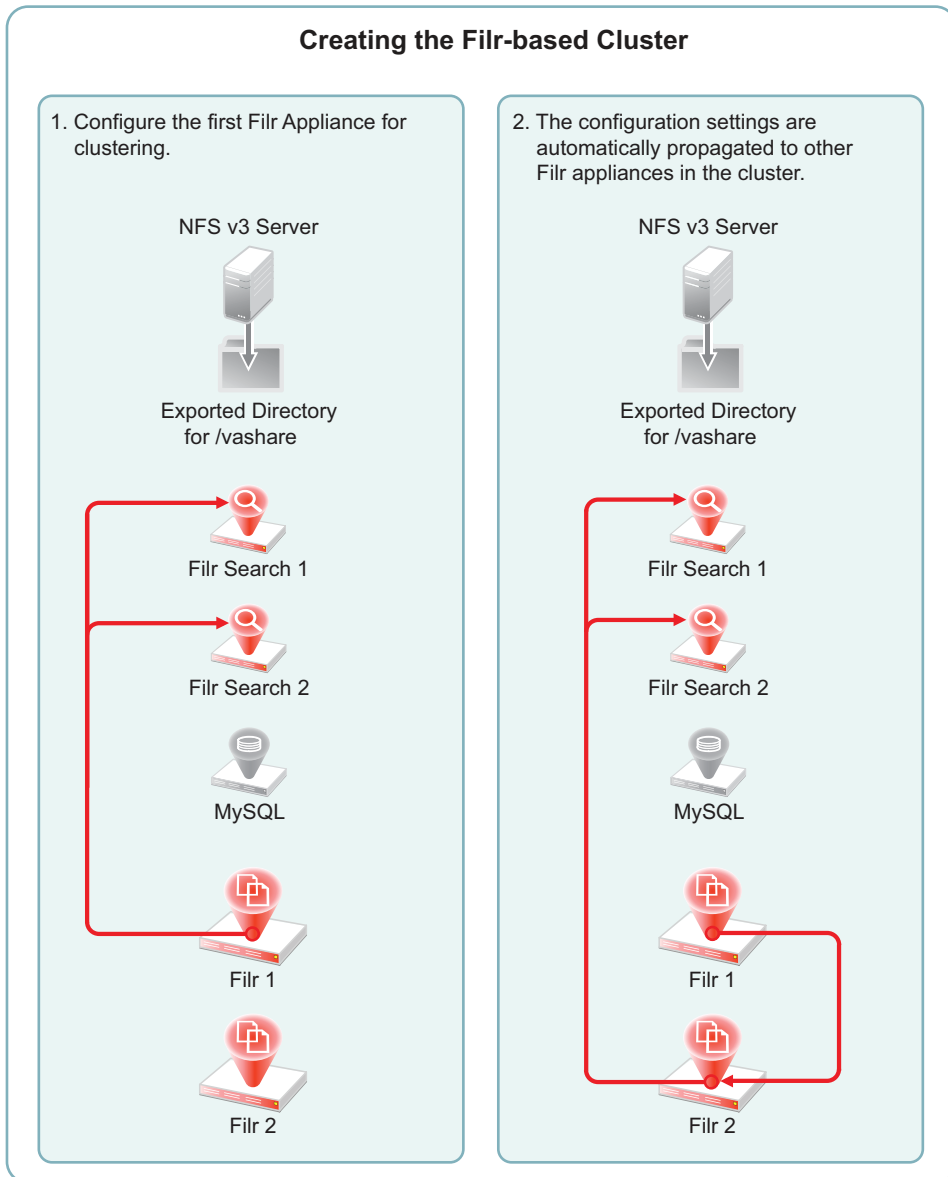 Creating the Filr-based Cluster
1. Configure the first Filr Appliance for
clustering.
NFS v3 Server
Exported Directory
for /vashare
Filr Search 1
Filr Search 2
MySQL
Filr 1
Filr 2
2. The configuration settings are
automatically propagated to other
Filr appliances in the cluster.
NFS v3 Server
Exported Directory
for /vashare
Filr Search 1
Filr Search 2
MySQL
Filr 1
Filr 2